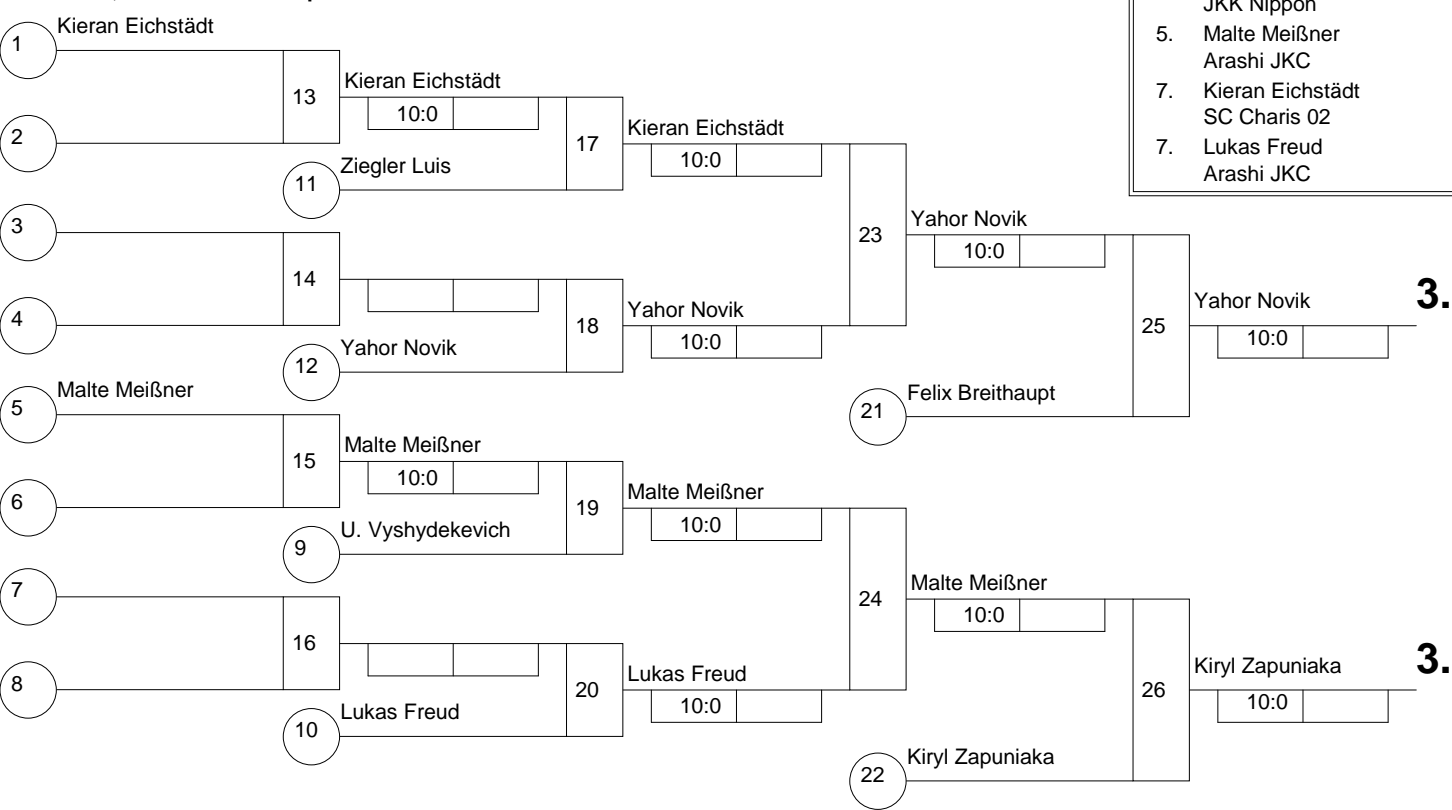 JKK Nippon
5. Malte Meißner
Arashi JKC
7. Kieran Eichstädt
SC Charis 02
7. Lukas Freud
Arashi JKC
1 Kieran Eichstädt
2
13 Kieran Eichstädt
10:0
11 Ziegler Luis
17 Kieran Eichstädt
10:0
3
4
14
12 Yahor Novik
18 Yahor Novik
10:0
23 Yahor Novik
10:0
21 Felix Breithaupt
25 Yahor Novik 3.
10:0
5 Malte Meißner
6
15 Malte Meißner
10:0
9 U. Vyshydekevich
19 Malte Meißner
10:0
7
8
16
10 Lukas Freud
20 Lukas Freud
10:0
24 Malte Meißner
10:0
22 Kiryl Zapuniaka
26 Kiryl Zapuniaka 3.
10:0